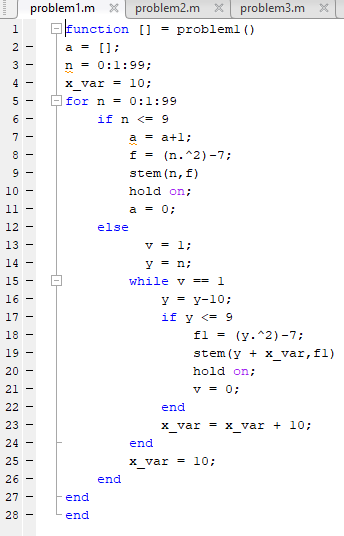 problem1.m × problem2.m × problem3.m ×
1 function [] = problem1()
2 - a = [];
3 - n = 0:1:99;
4 - x_var = 10;
5 - for n = 0:1:99
6 - if n <= 9
7 - a = a+1;
8 - f = (n.^2)-7;
9 - stem(n,f)
10 - hold on;
11 - a = 0;
12 - else
13 - v = 1;
14 - y = n;
15 - while v == 1
16 - y = y-10;
17 - if y <= 9
18 - f1 = (y.^2)-7;
19 - stem(y + x_var,f1)
20 - hold on;
21 - v = 0;
22 - end
23 - x_var = x_var + 10;
24 - end
25 - x_var = 10;
26 - end
27 - end
28 - end